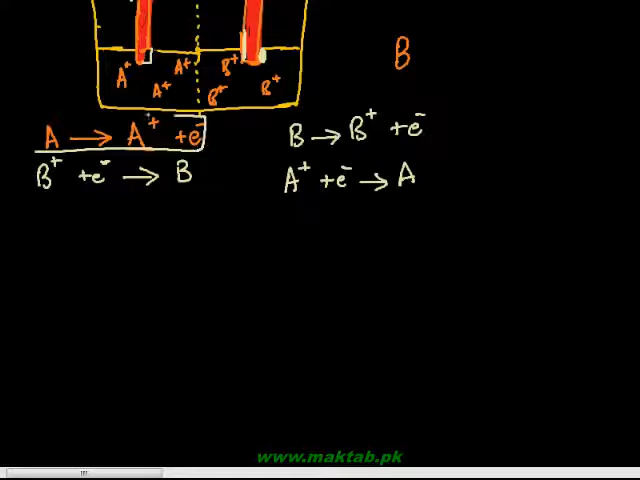 B
A⁺ A⁺ A⁺ B⁺ B⁺ B⁺
A → A⁺ + e⁻
B⁺ + e⁻ → B
B → B⁺ + e⁻
A⁺ + e⁻ → A
www.maktab.pk